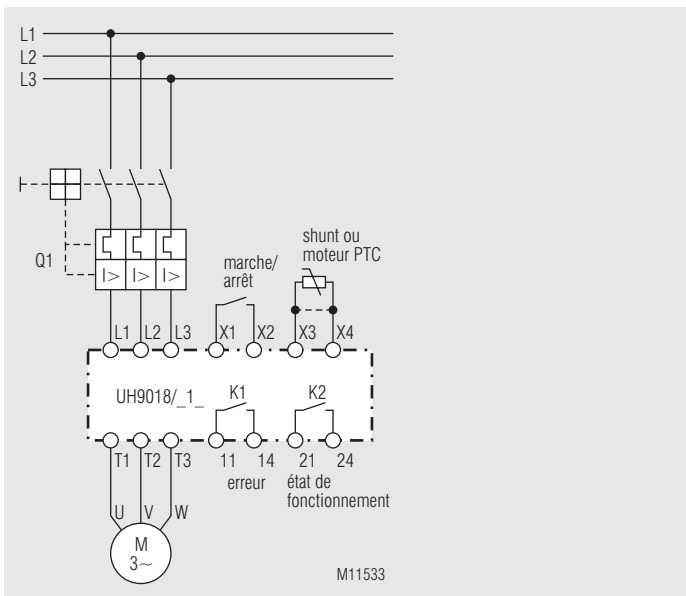 L1
L2
L3
Q1
I> I> I>
marche/
arrêt
shunt ou
moteur PTC
L1 L2 L3 X1 X2 X3 X4
UH9018/_1_ K1 K2
T1 T2 T3 11 14 21 24
erreur
état de
fonctionnement
U V W
M
3~
M11533